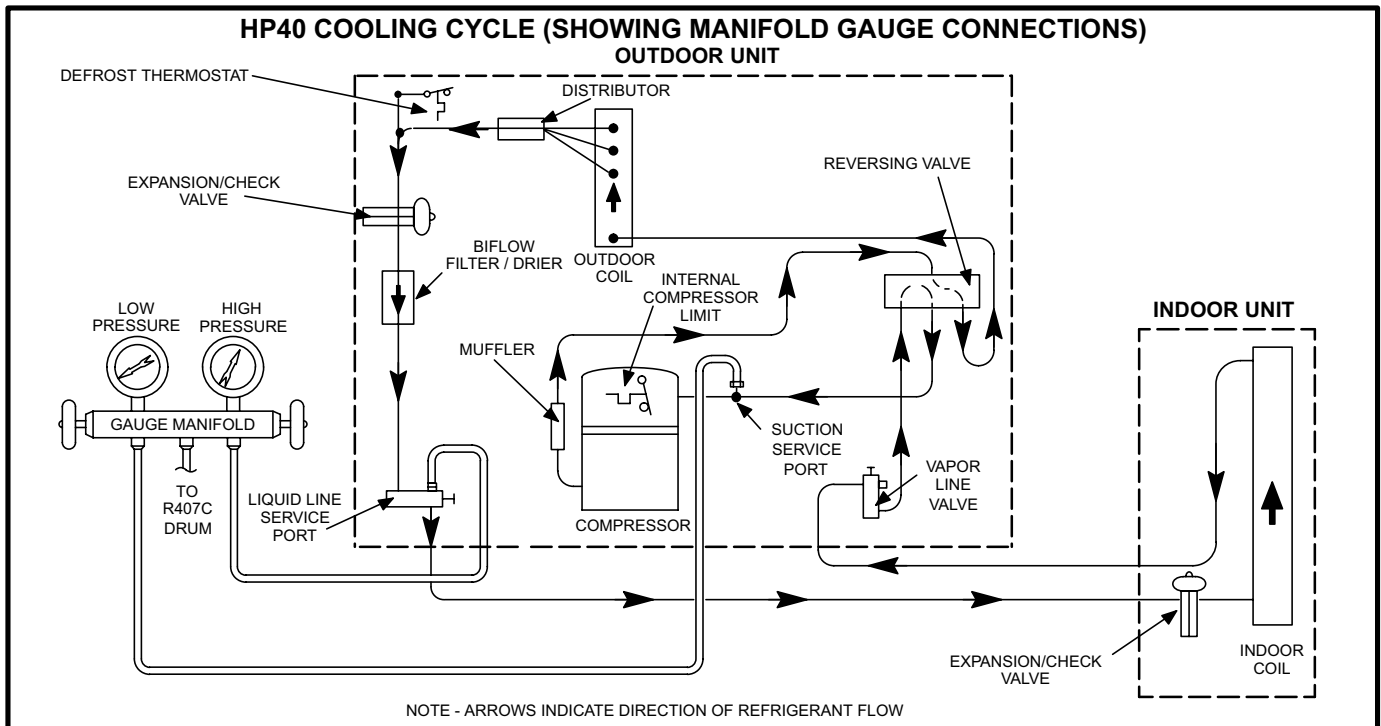 HP40 COOLING CYCLE (SHOWING MANIFOLD GAUGE CONNECTIONS)
OUTDOOR UNIT
DEFROST THERMOSTAT
DISTRIBUTOR
REVERSING VALVE
EXPANSION/CHECK
VALVE
BIFLOW
FILTER / DRIER
OUTDOOR
COIL
INTERNAL
COMPRESSOR
LIMIT
LOW
PRESSURE
HIGH
PRESSURE
INDOOR UNIT
MUFFLER
GAUGE MANIFOLD
SUCTION
SERVICE
PORT
VAPOR
LINE
VALVE
TO
R407C
DRUM
LIQUID LINE
SERVICE
PORT
COMPRESSOR
EXPANSION/CHECK
VALVE
INDOOR
COIL
NOTE - ARROWS INDICATE DIRECTION OF REFRIGERANT FLOW